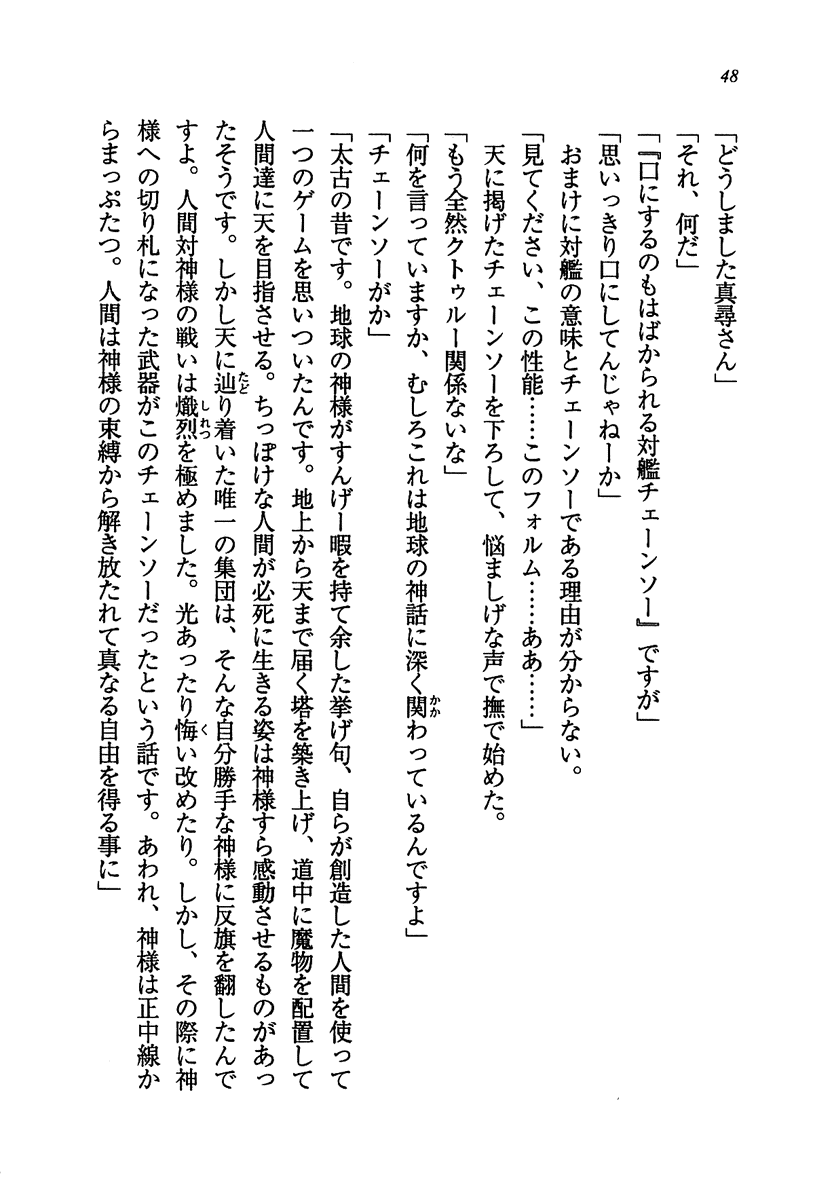 48
「どうしました真尋さん」
「それ、何だ」
「『口にするのもはばかられる対艦チェーンソー』ですが」
「思いっきり口にしてんじゃねーか」
おまけに対艦の意味とチェーンソーである理由が分からない。
「見てください、この性能……このフォルム……ああ……」
天に掲げたチェーンソーを下ろして、悩ましげな声で撫で始めた。
「もう全然クトゥルー関係ないな」
「何を言っていますか、むしろこれは地球の神話に深く関わっているんですよ」
「チェーンソーがか」
「太古の昔です。地球の神様がすんげー暇を持て余した挙げ句、自らが創造した人間を使って
一つのゲームを思いついたんです。地上から天まで届く塔を築き上げ、道中に魔物を配置して
人間達に天を目指させる。ちっぽけな人間が必死に生きる姿は神様すら感動させるものがあっ
たそうです。しかし天に辿り着いた唯一の集団は、そんな自分勝手な神様に反旗を翻したんで
すよ。人間対神様の戦いは熾烈を極めました。光あったり悔い改めたり。しかし、その際に神
様への切り札になった武器がこのチェーンソーだったという話です。あわれ、神様は正中線か
らまっぷたつ。人間は神様の束縛から解き放たれて真なる自由を得る事に」